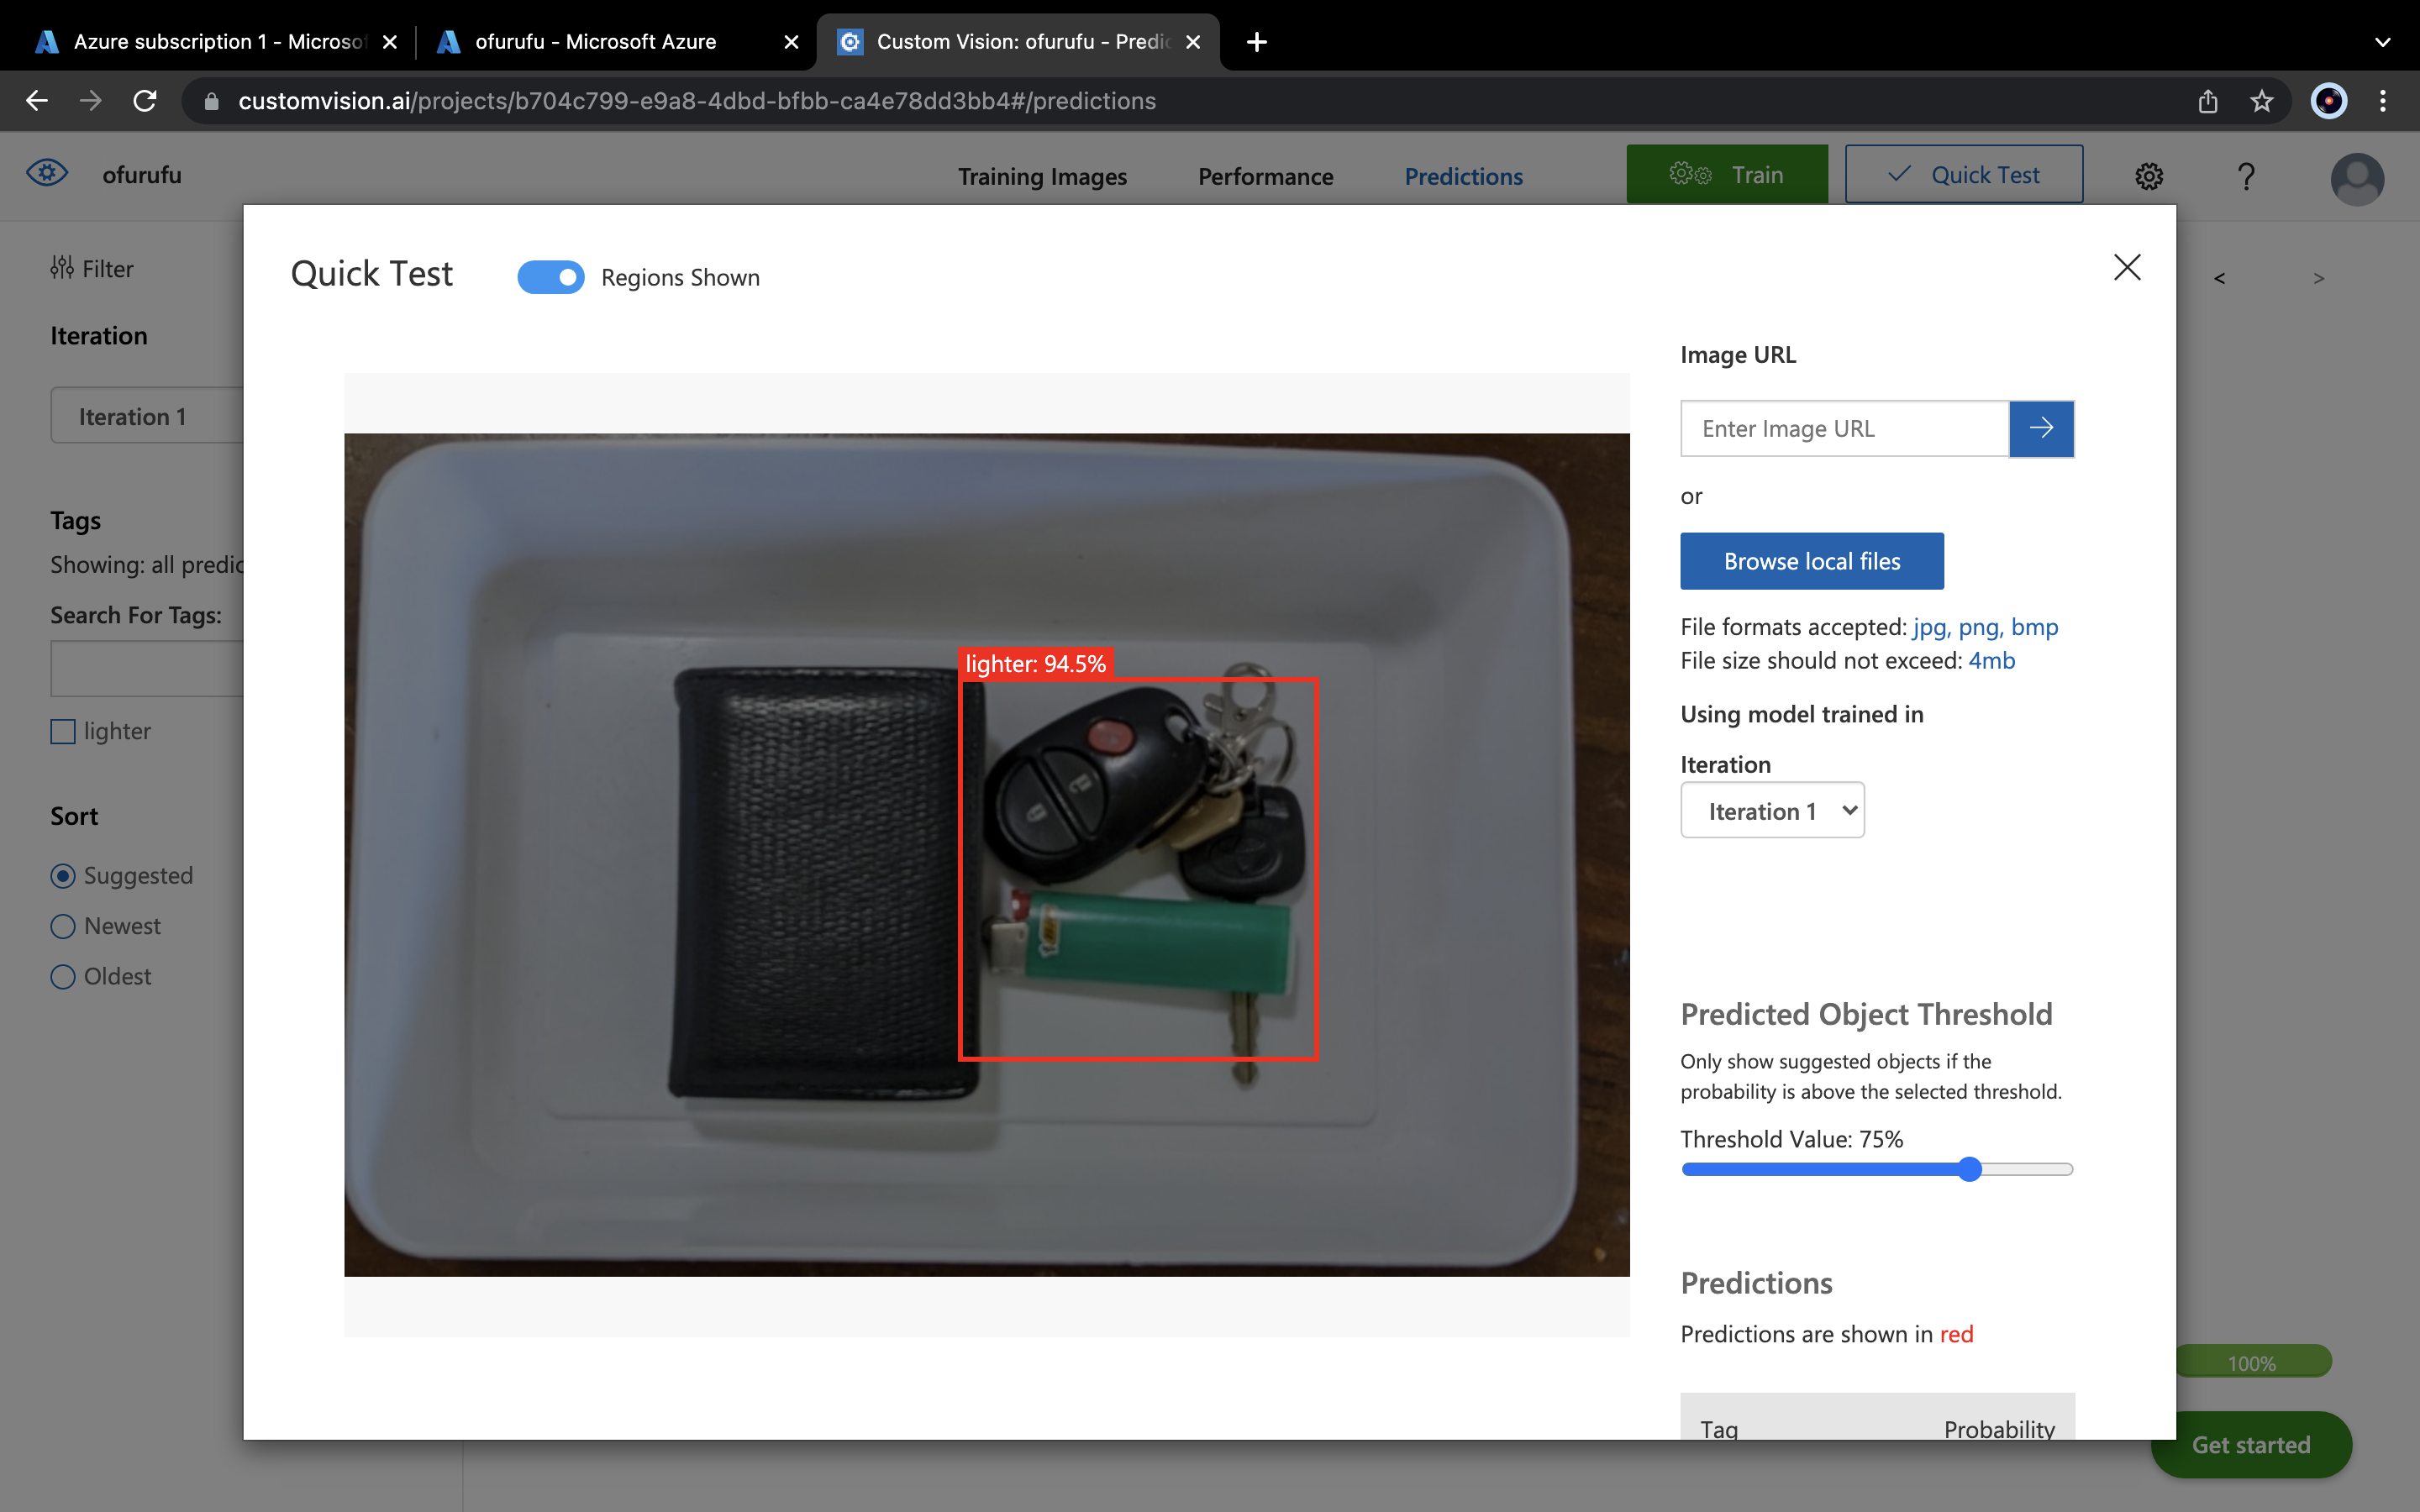 Azure subscription 1 - Microso
ofurufu - Microsoft Azure
Custom Vision: ofurufu - Predic
customvision.ai/projects/b704c799-e9a8-4dbd-bfbb-ca4e78dd3bb4#/predictions
ofurufu
Training Images
Performance
Predictions
Train
Quick Test
?
Filter
Iteration
Iteration 1
Tags
Showing: all predic
Search For Tags:
lighter
Sort
Suggested
Newest
Oldest
Quick Test
Regions Shown
lighter: 94.5%
BIC
Image URL
Enter Image URL
or
Browse local files
File formats accepted: jpg, png, bmp
File size should not exceed: 4mb
Using model trained in
Iteration
Iteration 1
Predicted Object Threshold
Only show suggested objects if the
probability is above the selected threshold.
Threshold Value: 75%
Predictions
Predictions are shown in red
Tag Probability
< >
100%
Get started